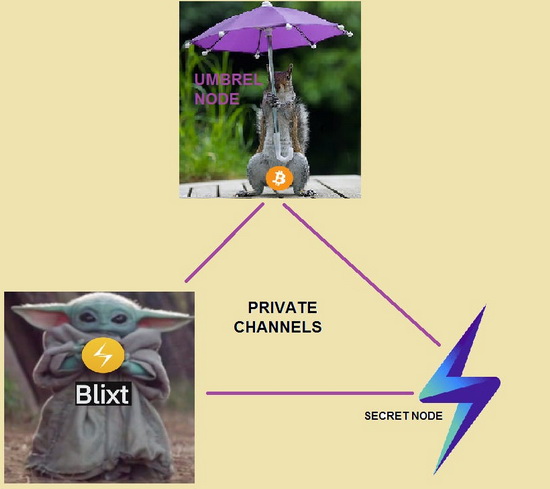 UMBREL
NODE
PRIVATE
CHANNELS
Blixt
SECRET NODE